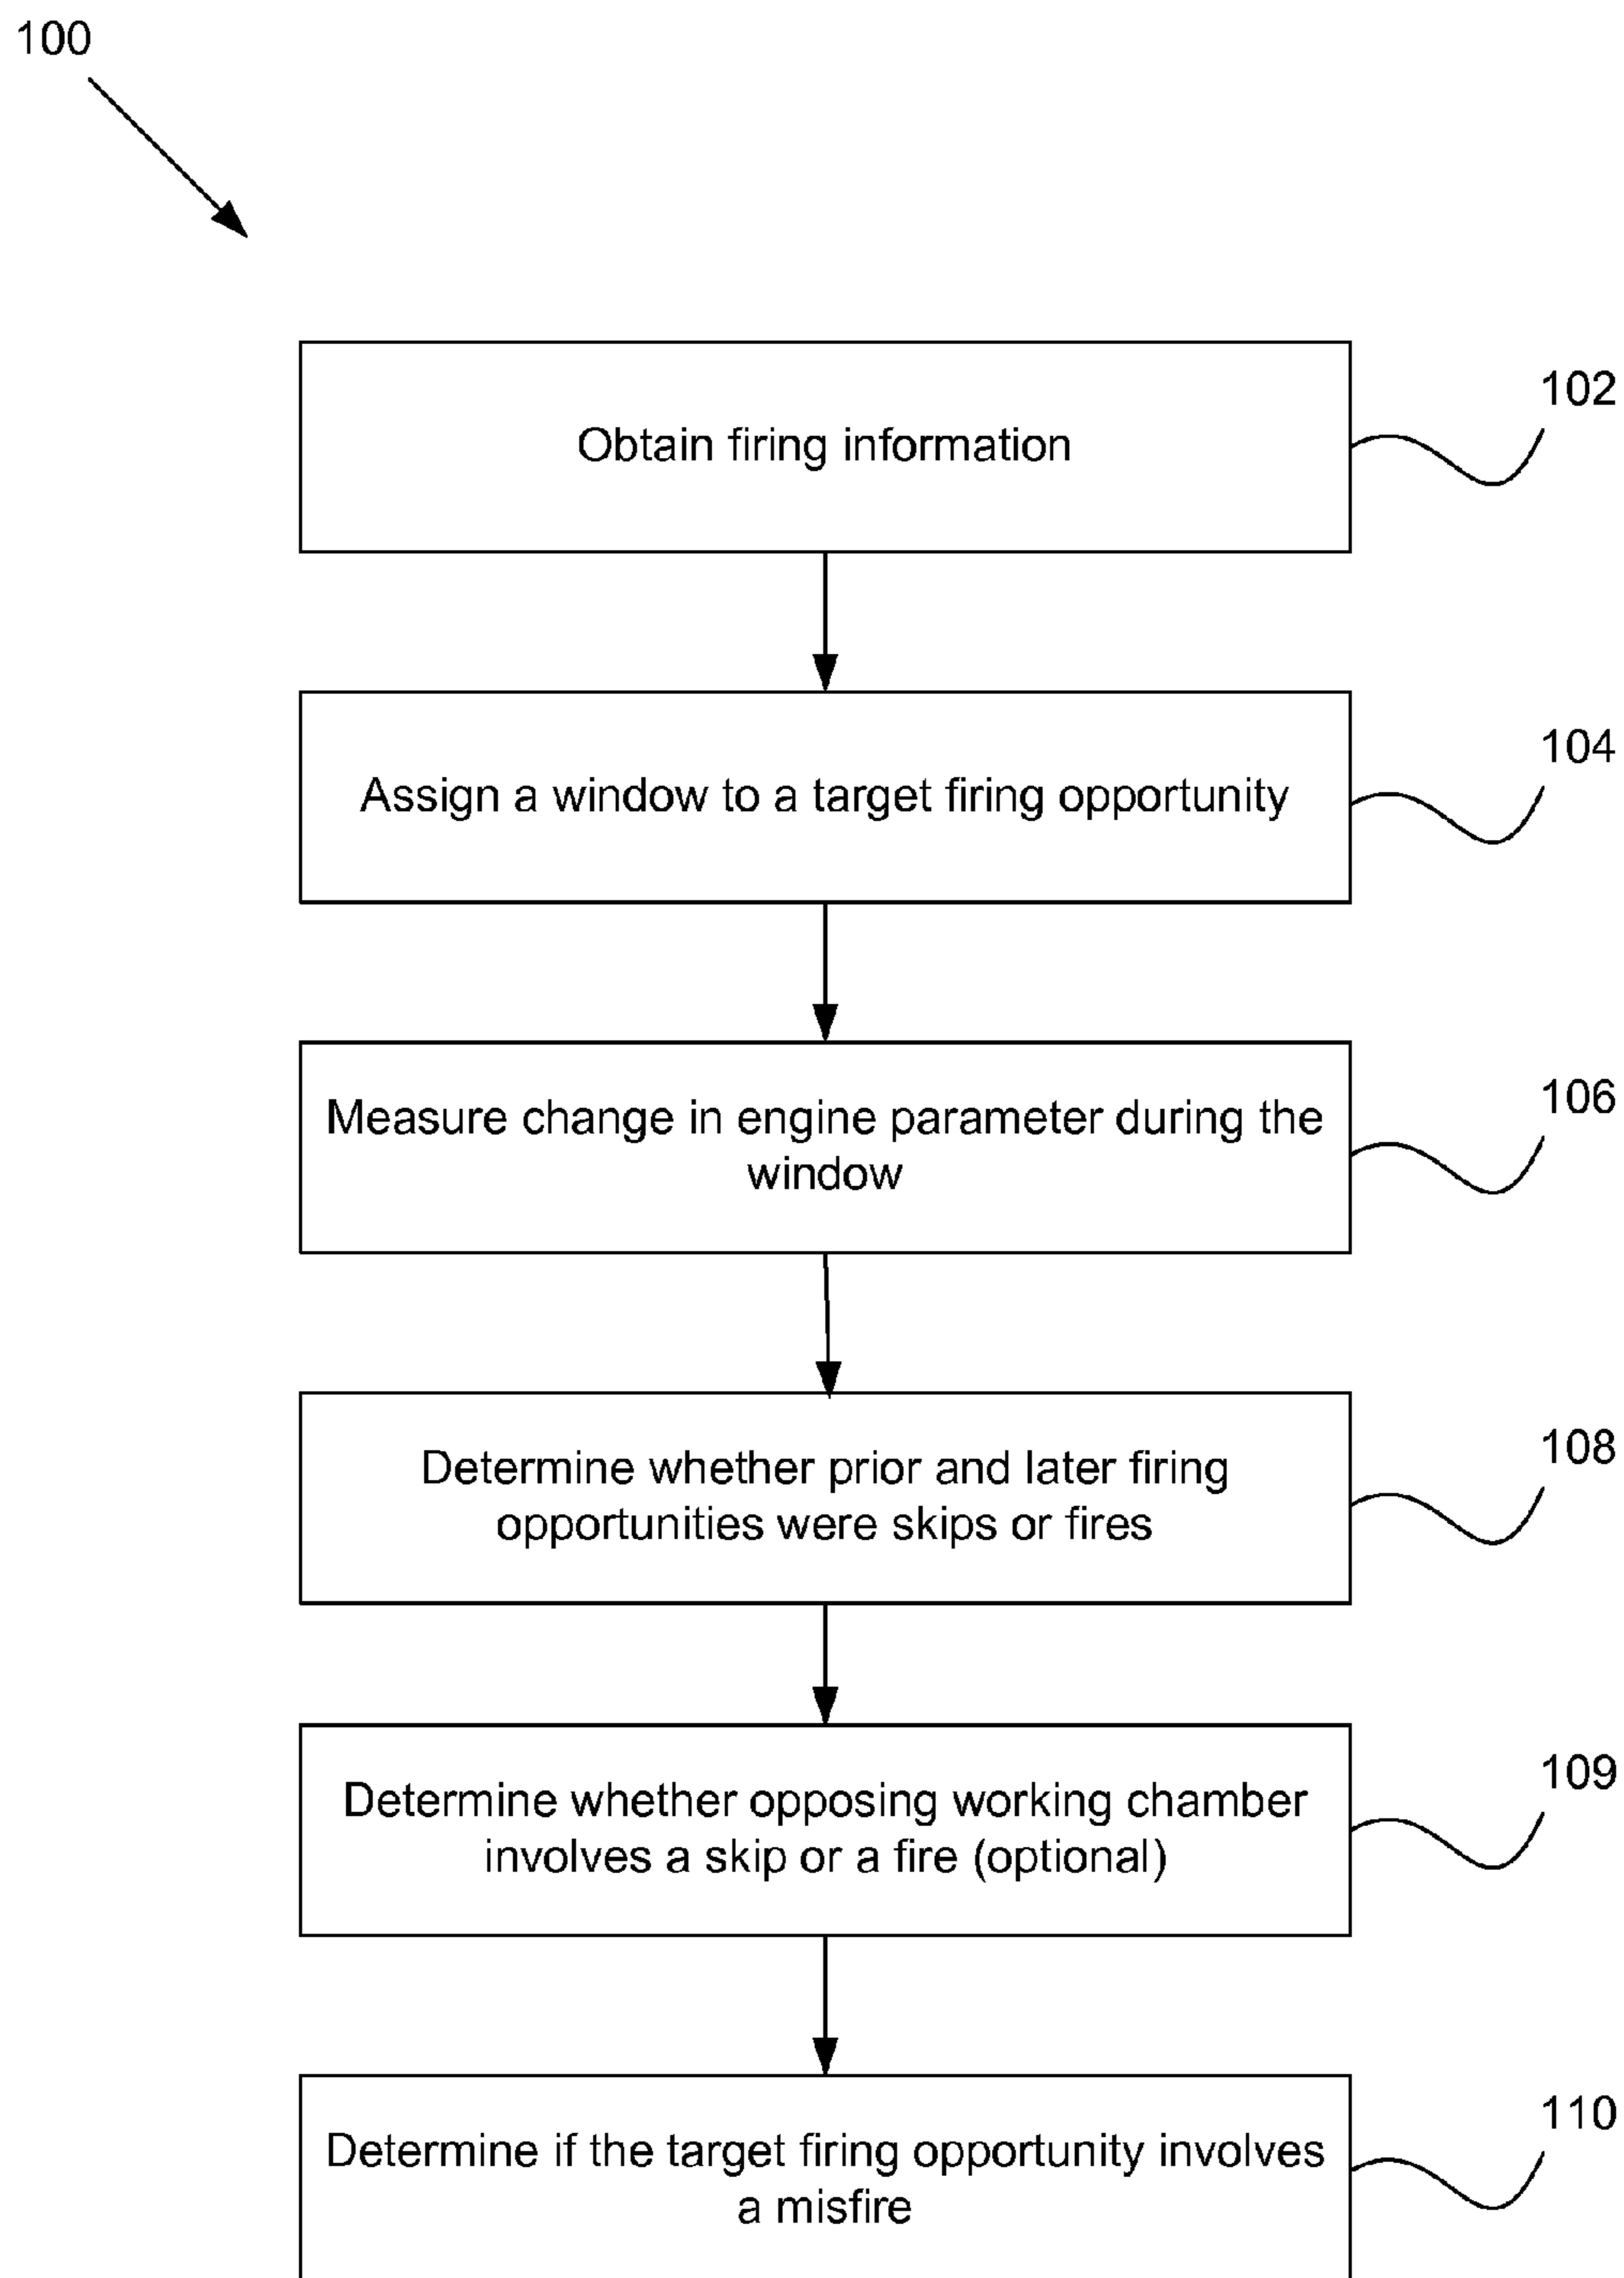 100
Obtain firing information
102
Assign a window to a target firing opportunity
104
Measure change in engine parameter during the
window
106
Determine whether prior and later firing
opportunities were skips or fires
108
Determine whether opposing working chamber
involves a skip or a fire (optional)
109
Determine if the target firing opportunity involves
a misfire
110